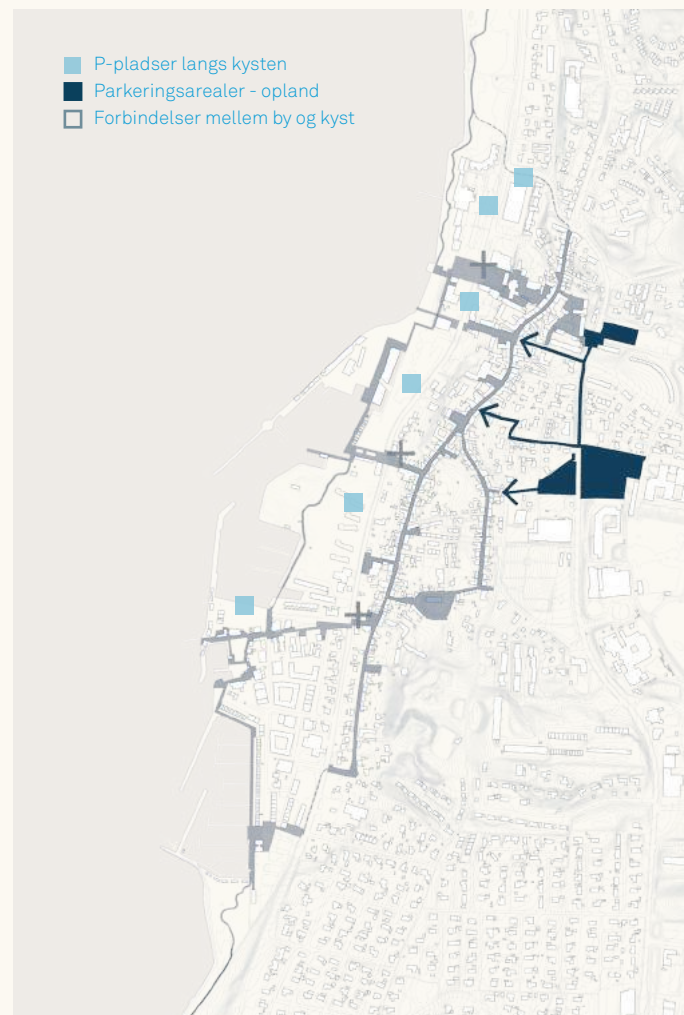 P-pladser langs kysten
Parkeringsarealer - opland
Forbindelser mellem by og kyst